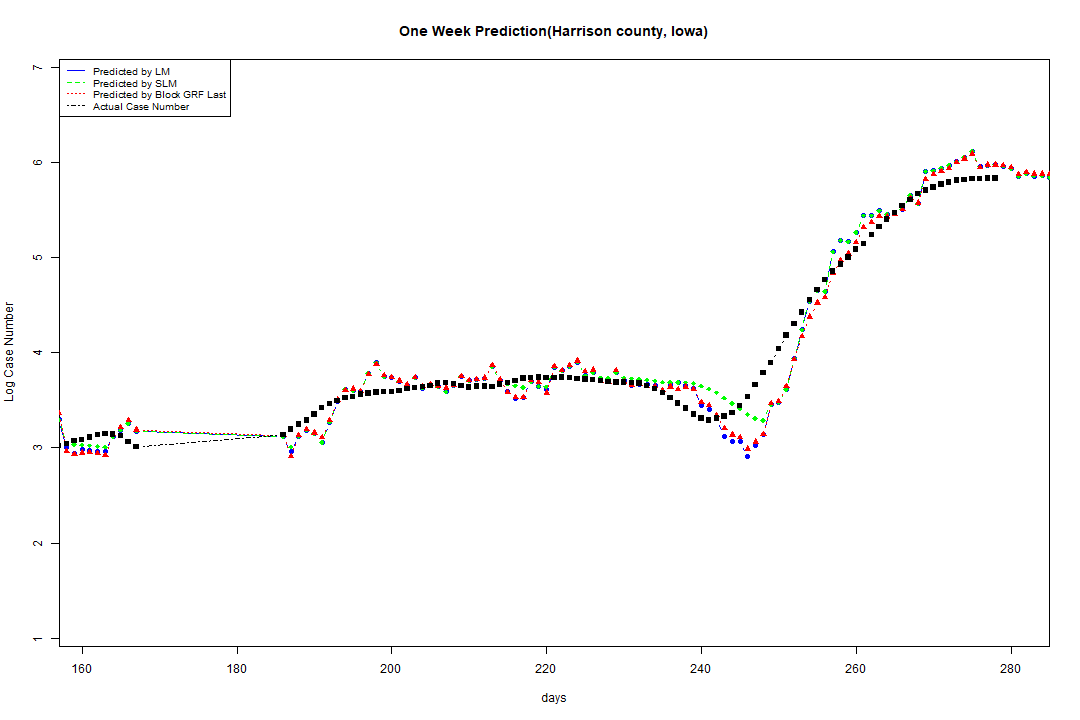 One Week Prediction(Harrison county, Iowa)
Predicted by LM
Predicted by SLM
Predicted by Block GRF Last
Actual Case Number
7
6
5
4
3
2
1
Log Case Number
160 180 200 220 240 260 280
days